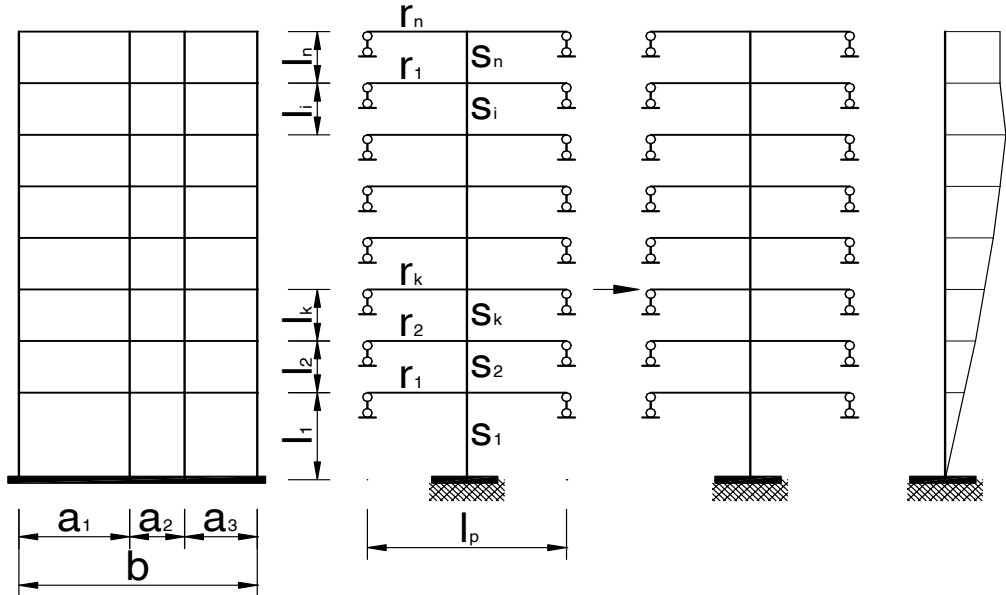 rₙ
lₙ
sₙ
r₁
lᵢ
sᵢ
rₖ
lₖ
sₖ
r₂
l₂
s₂
r₁
l₁
s₁
a₁ a₂ a₃
lₚ
b